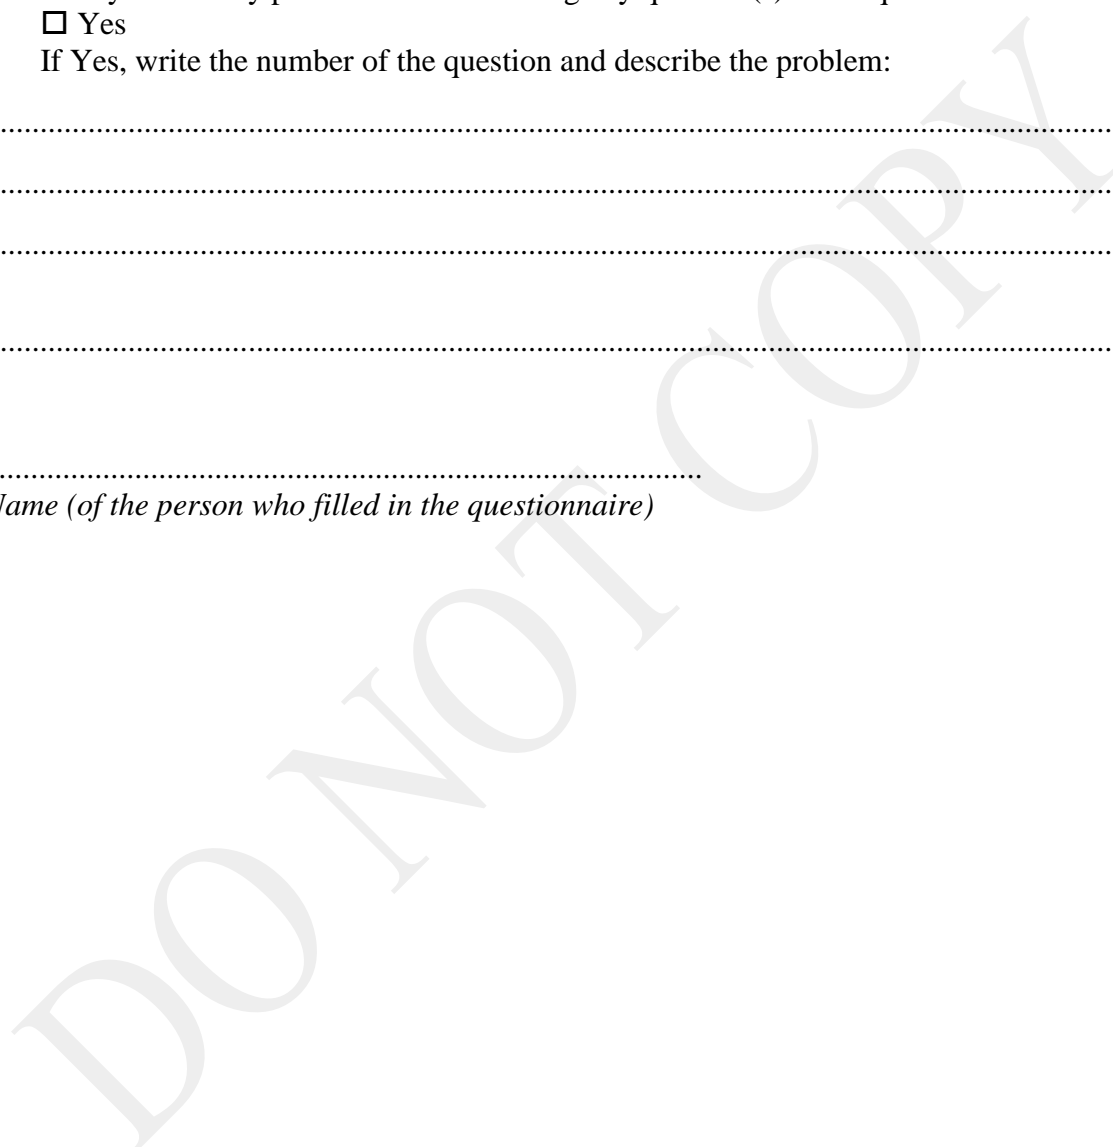 ☐ Yes
If Yes, write the number of the question and describe the problem:
...........................................................................................................................................
...........................................................................................................................................
...........................................................................................................................................
...........................................................................................................................................
........................................................................................
ame (of the person who filled in the questionnaire)
DO NOT COPY